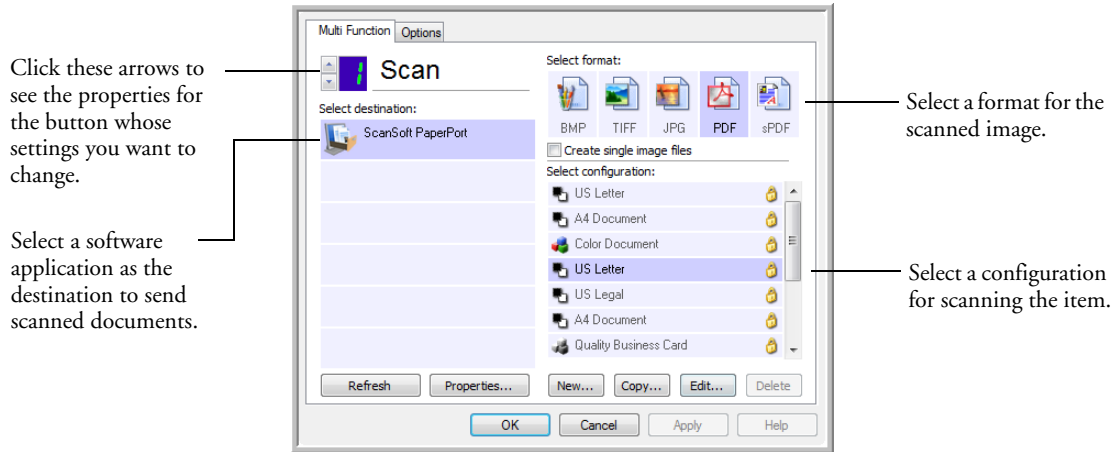 Multi Function Options
Click these arrows to
see the properties for
the button whose
settings you want to
change.
Select a software
application as the
destination to send
scanned documents.
1 Scan
Select destination:
ScanSoft PaperPort
Refresh Properties...
Select format:
BMP TIFF JPG PDF sPDF
Create single image files
Select configuration:
US Letter
A4 Document
Color Document
US Letter
US Legal
A4 Document
Quality Business Card
New... Copy... Edit... Delete
OK Cancel Apply Help
Select a format for the
scanned image.
Select a configuration
for scanning the item.